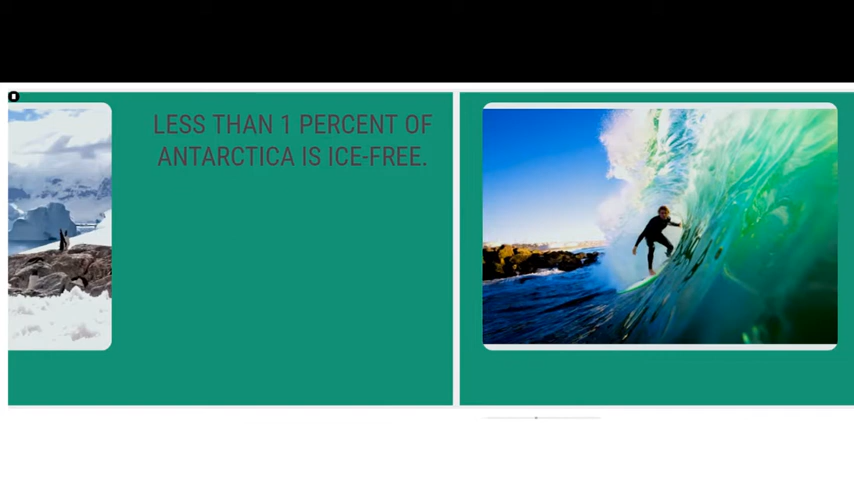 LESS THAN 1 PERCENT OF
ANTARCTICA IS ICE-FREE.